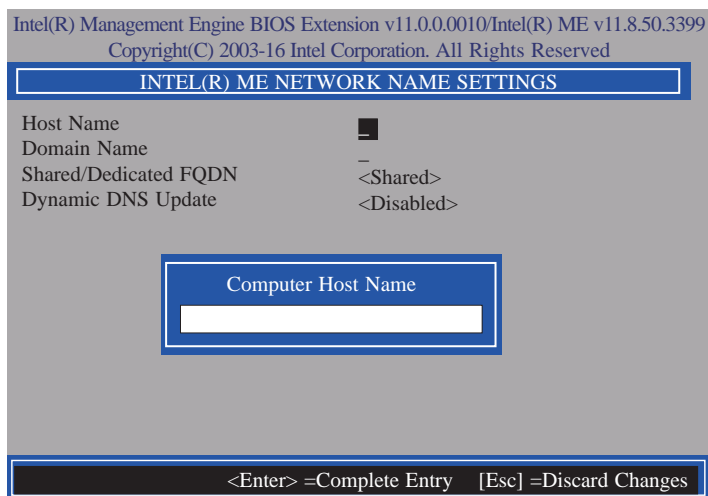 Intel(R) Management Engine BIOS Extension v11.0.0.0010/Intel(R) ME v11.8.50.3399
Copyright(C) 2003-16 Intel Corporation. All Rights Reserved
INTEL(R) ME NETWORK NAME SETTINGS
Host Name _
Domain Name _
Shared/Dedicated FQDN <Shared>
Dynamic DNS Update <Disabled>
Computer Host Name
<Enter> =Complete Entry [Esc] =Discard Changes